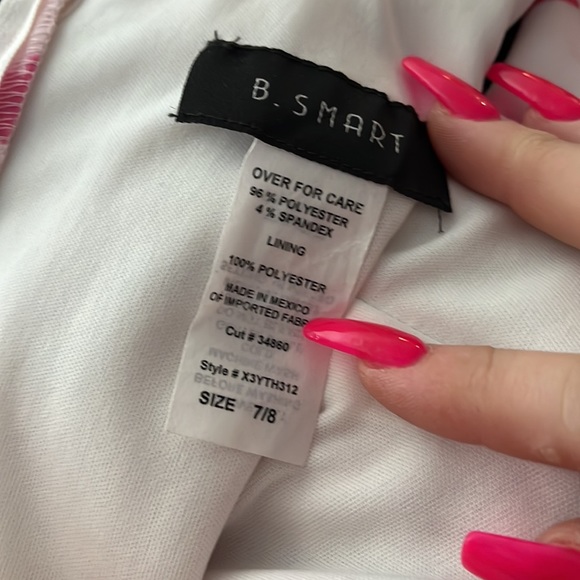 B. SMART
OVER FOR CARE
96 % POLYESTER
4 % SPANDEX
LINING
100% POLYESTER
MADE IN MEXICO
OF IMPORTED
Cut # 34860
Style # X3YTH312
SIZE 7/8